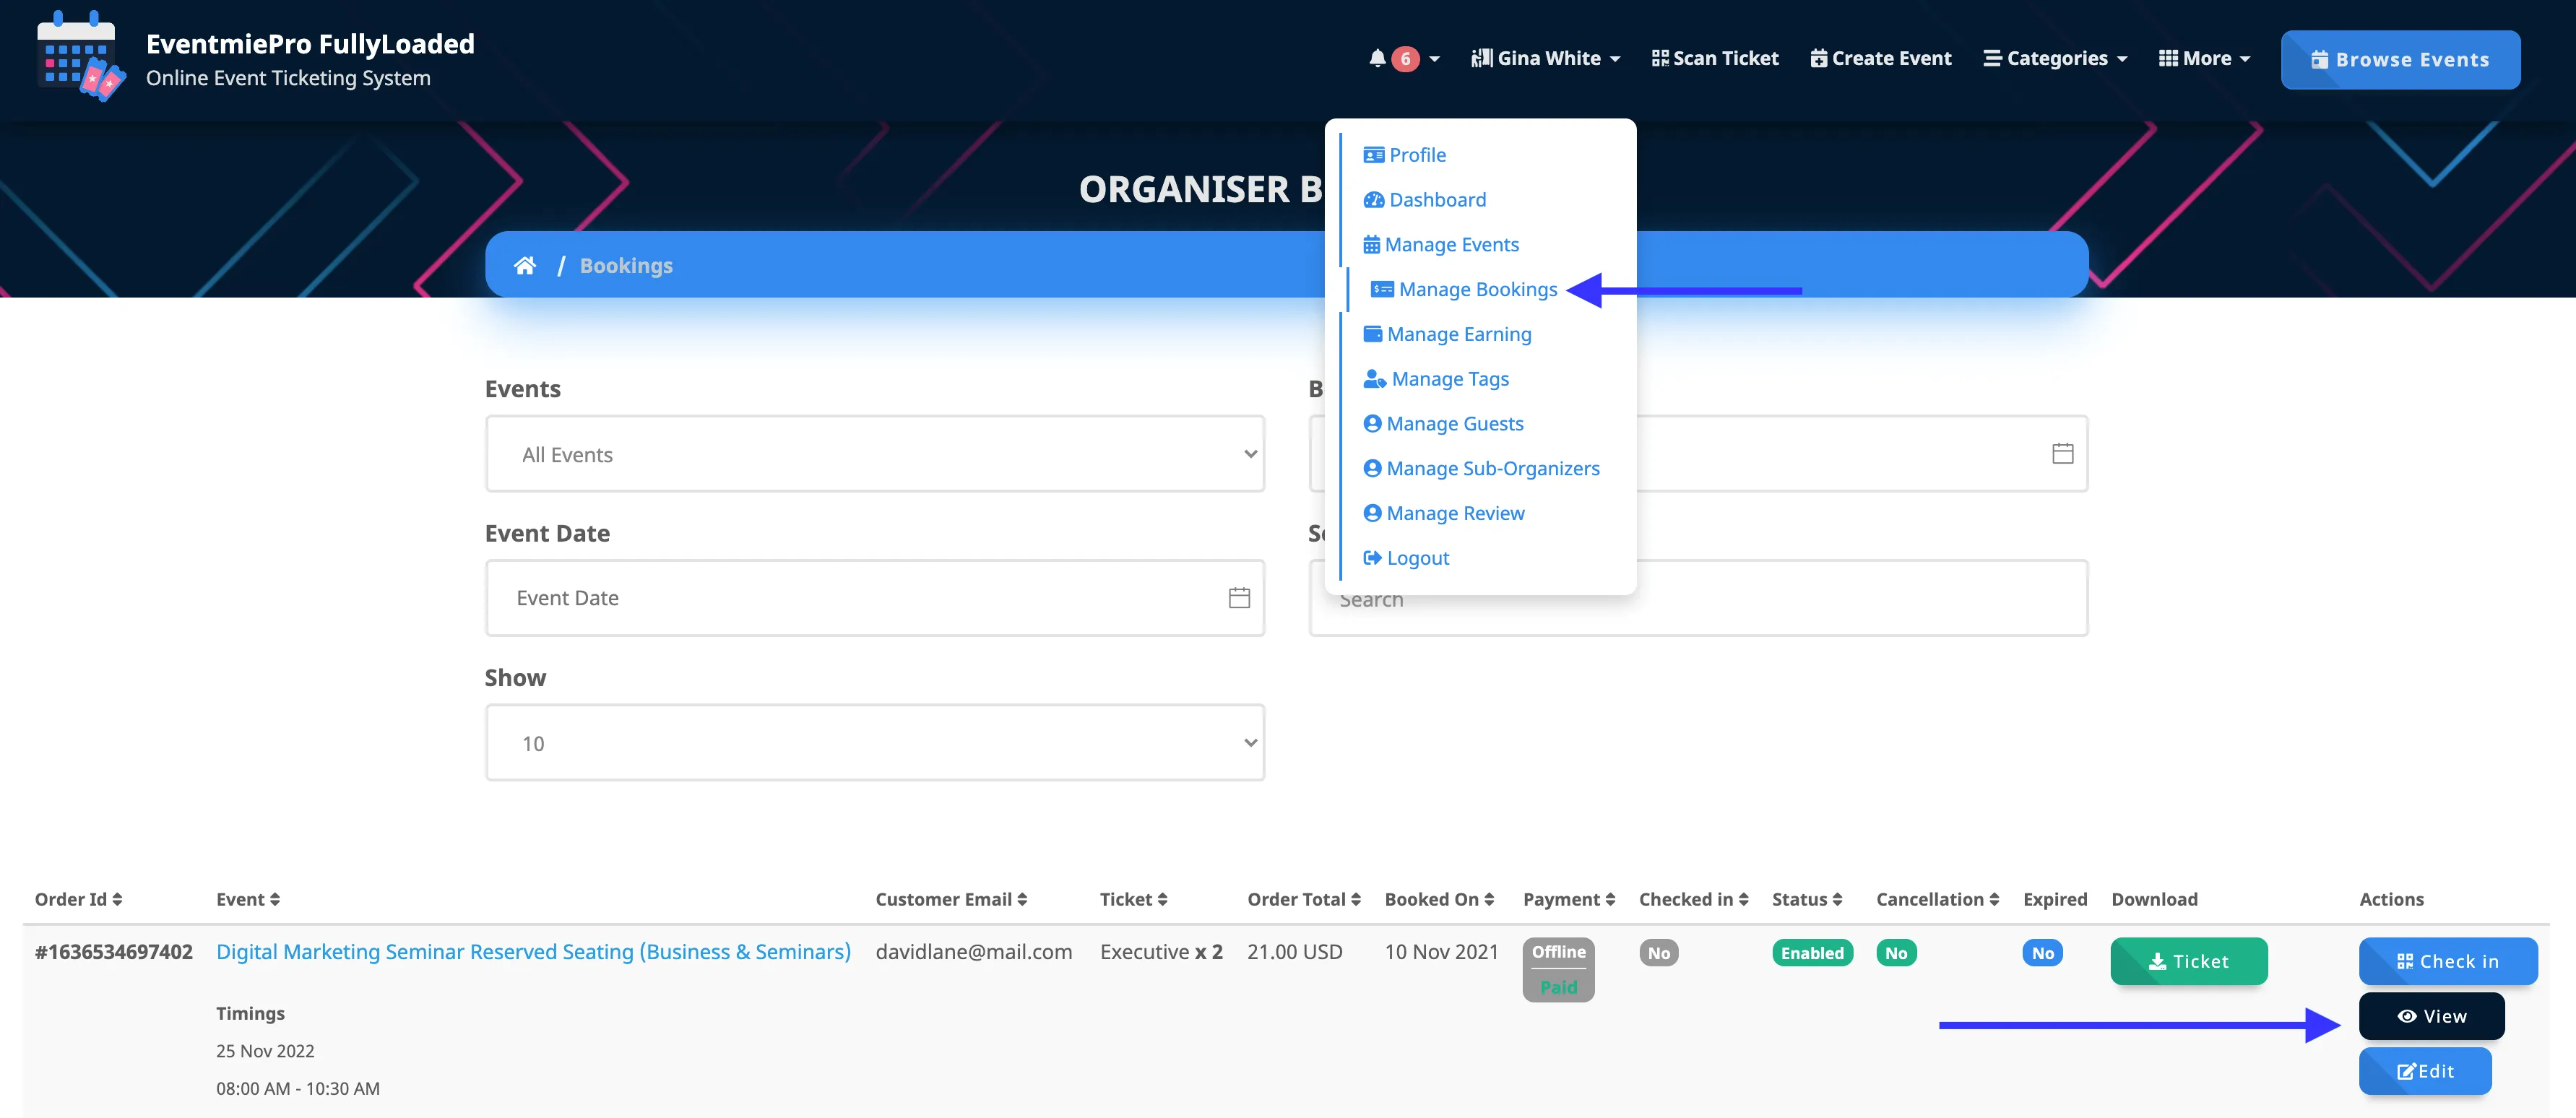 EventmiePro FullyLoaded
Online Event Ticketing System
6
Gina White
Scan Ticket
Create Event
Categories
More
Browse Events
ORGANISER B
/ Bookings
Profile
Dashboard
Manage Events
Manage Bookings
Manage Earning
Manage Tags
Manage Guests
Manage Sub-Organizers
Manage Review
Logout
Events
B
All Events
Event Date
Event Date
Search
Show
10
Order Id Event Customer Email Ticket Order Total Booked On Payment Checked in Status Cancellation Expired Download Actions
#1636534697402 Digital Marketing Seminar Reserved Seating (Business & Seminars) davidlane@mail.com Executive x 2 21.00 USD 10 Nov 2021 Offline No Enabled No No Ticket Check in
Paid
Timings
View
25 Nov 2022
Edit
08:00 AM - 10:30 AM